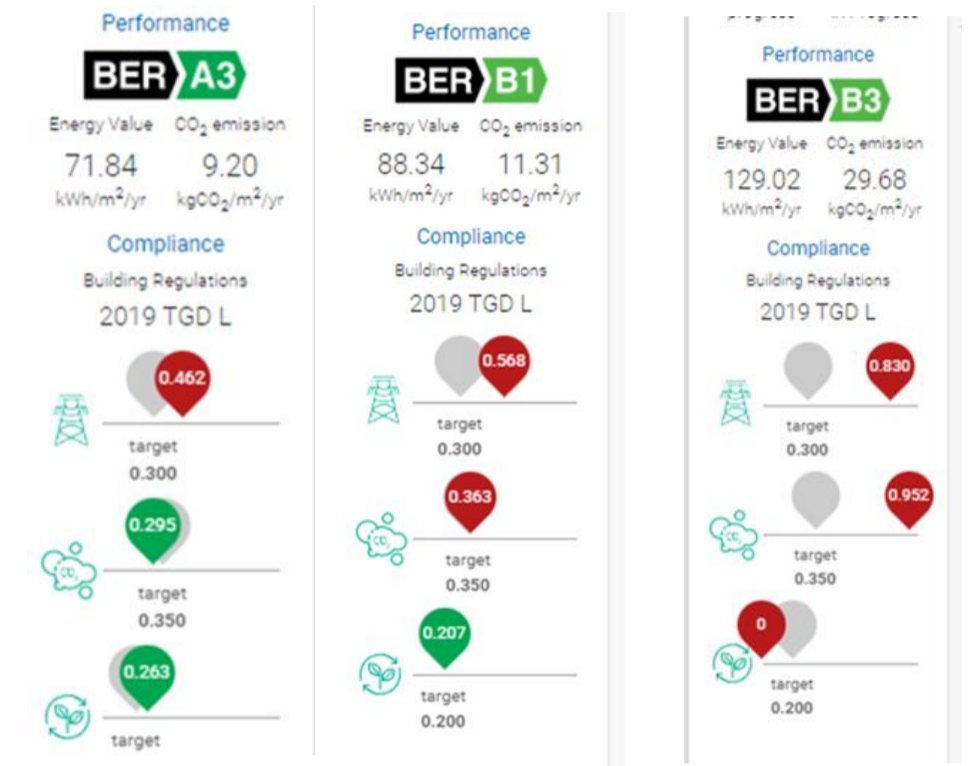 Performance
BER A3
Energy Value CO₂ emission
71.84 9.20
kWh/m²/yr kgCO₂/m²/yr
Compliance
Building Regulations
2019 TGD L
0.462
target
0.300
0.295
CO₂
target
0.350
0.263
target
Performance
BER B1
Energy Value CO₂ emission
88.34 11.31
kWh/m²/yr kgCO₂/m²/yr
Compliance
Building Regulations
2019 TGD L
0.568
target
0.300
0.363
CO₂
target
0.350
0.207
target
0.200
Performance
BER B3
Energy Value CO₂ emission
129.02 29.68
kWh/m²/yr kgCO₂/m²/yr
Compliance
Building Regulations
2019 TGD L
0.830
target
0.300
0.952
CO₂
target
0.350
0
target
0.200